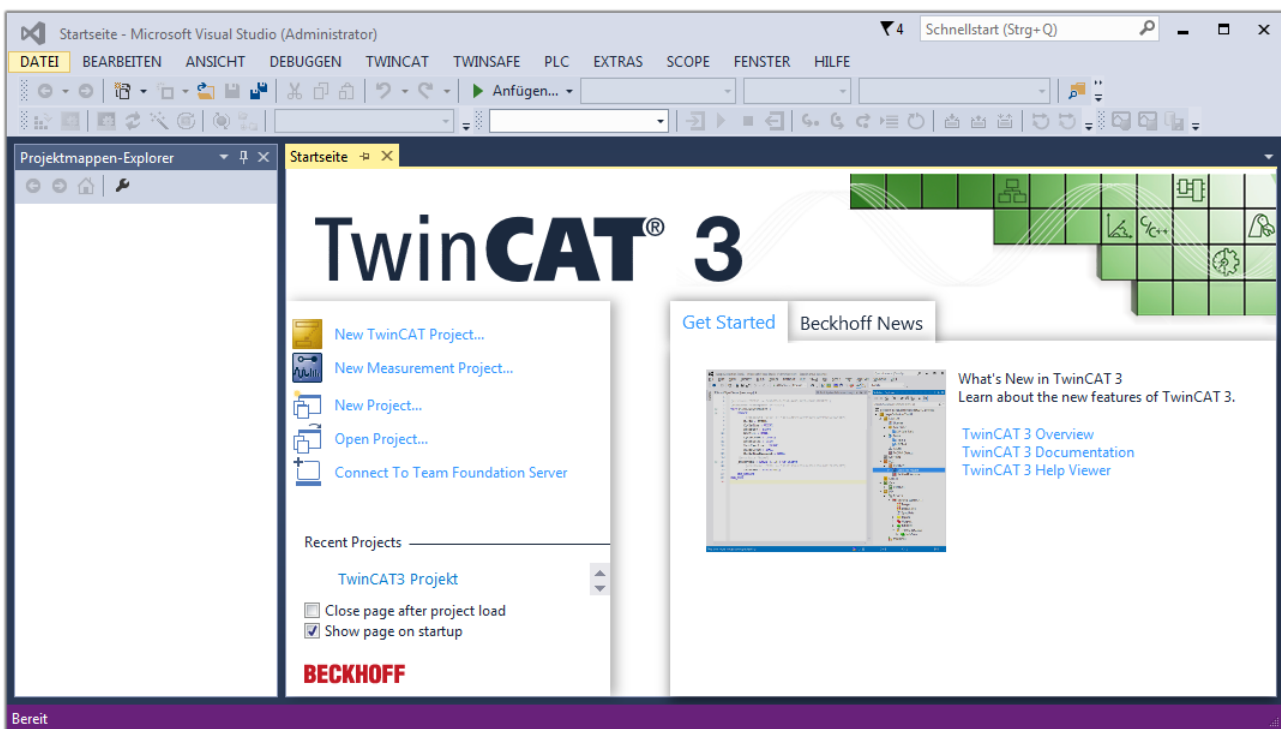 Startseite - Microsoft Visual Studio (Administrator)
4
Schnellstart (Strg+Q)
DATEI BEARBEITEN ANSICHT DEBUGGEN TWINCAT TWINSAFE PLC EXTRAS SCOPE FENSTER HILFE
Anfügen...
Projektmappen-Explorer
Startseite
TwinCAT® 3
C/C++
New TwinCAT Project...
New Measurement Project...
New Project...
Open Project...
Connect To Team Foundation Server
Recent Projects
TwinCAT3 Projekt
Close page after project load
Show page on startup
BECKHOFF
Get Started
Beckhoff News
What's New in TwinCAT 3
Learn about the new features of TwinCAT 3.
TwinCAT 3 Overview
TwinCAT 3 Documentation
TwinCAT 3 Help Viewer
Bereit